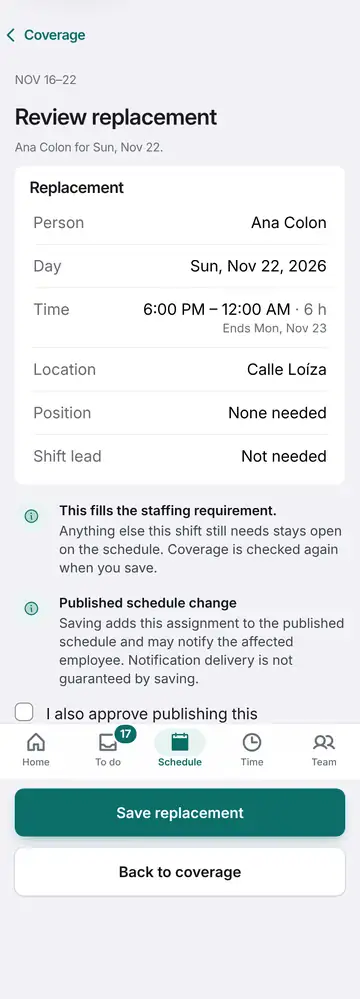 Coverage
NOV 16–22
Review replacement
Ana Colon for Sun, Nov 22.
Replacement
Person Ana Colon
Day Sun, Nov 22, 2026
Time 6:00 PM – 12:00 AM · 6 h
Ends Mon, Nov 23
Location Calle Loíza
Position None needed
Shift lead Not needed
This fills the staffing requirement.
Anything else this shift still needs stays open
on the schedule. Coverage is checked again
when you save.
Published schedule change
Saving adds this assignment to the published
schedule and may notify the affected
employee. Notification delivery is not
guaranteed by saving.
I also approve publishing this
17
Home To do Schedule Time Team
Save replacement
Back to coverage